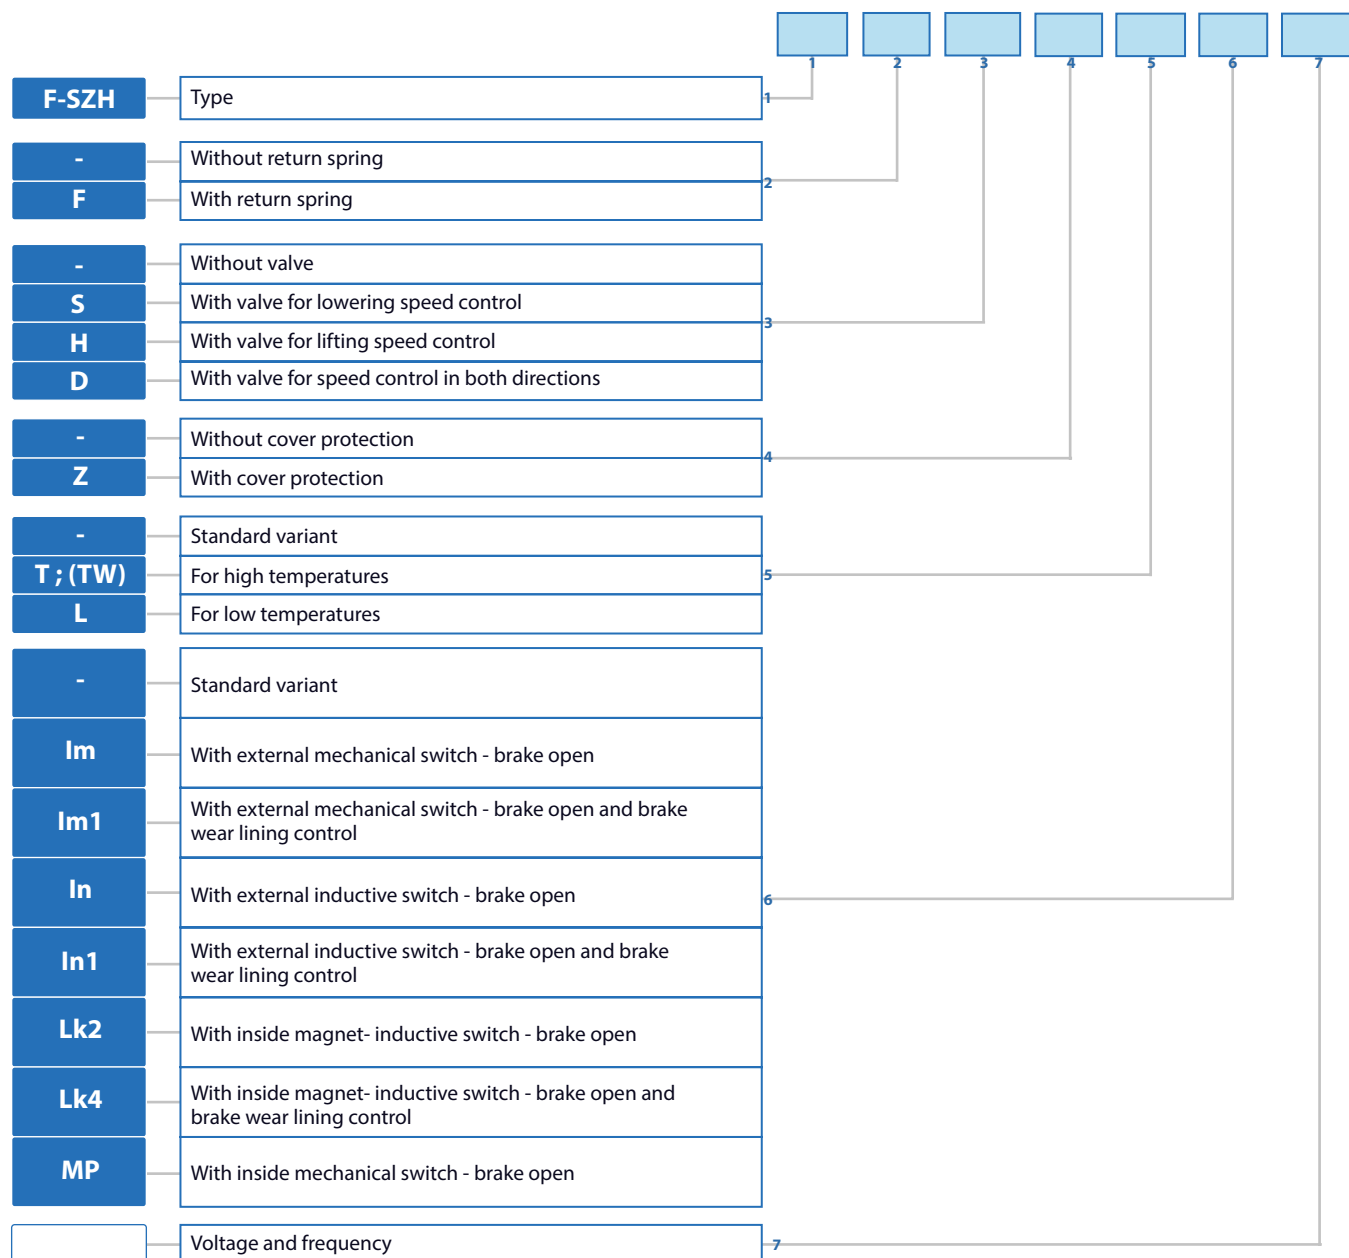 1 2 3 4 5 6 7
F-SZH Type 1
- Without return spring
2
F With return spring
- Without valve
S With valve for lowering speed control
3
H With valve for lifting speed control
D With valve for speed control in both directions
- Without cover protection
4
Z With cover protection
- Standard variant
T ; (TW) For high temperatures 5
L For low temperatures
- Standard variant
Im With external mechanical switch - brake open
Im1 With external mechanical switch - brake open and brake
wear lining control
In With external inductive switch - brake open 6
In1 With external inductive switch - brake open and brake
wear lining control
Lk2 With inside magnet- inductive switch - brake open
Lk4 With inside magnet- inductive switch - brake open and
brake wear lining control
MP With inside mechanical switch - brake open
Voltage and frequency 7